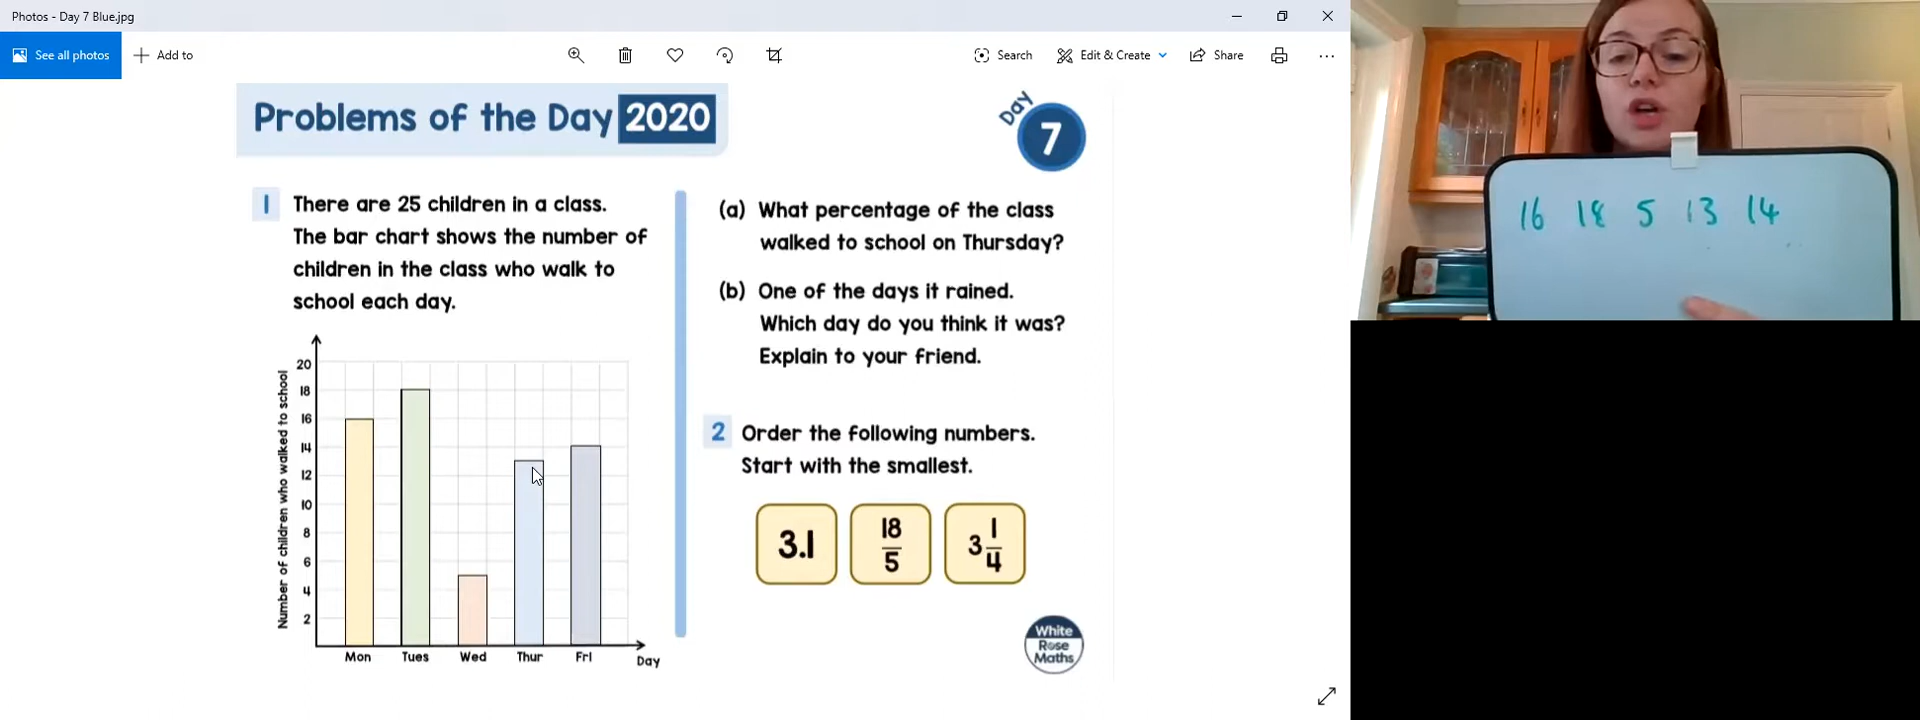 Photos - Day 7 Blue.jpg
See all photos
Add to
Search
Edit & Create
Share
Problems of the Day 2020
Day 7
1 There are 25 children in a class.
The bar chart shows the number of
children in the class who walk to
school each day.
Number of children who walked to school
20
18
16
14
12
10
8
6
4
2
Mon Tues Wed Thur Fri
Day
(a) What percentage of the class
walked to school on Thursday?
(b) One of the days it rained.
Which day do you think it was?
Explain to your friend.
2 Order the following numbers.
Start with the smallest.
3.1 18/5 3 1/4
White
Rose
Maths
16 18 5 13 14